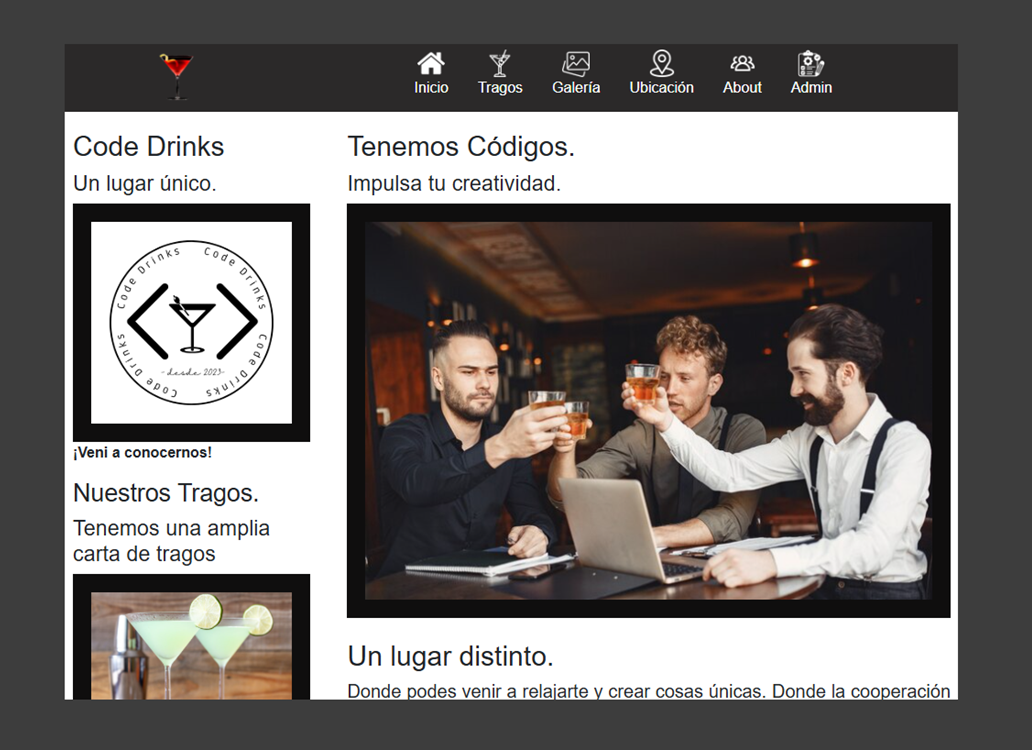 Inicio
Tragos
Galería
Ubicación
About
Admin
Code Drinks
Un lugar único.
Code Drinks
Code Drinks
Code Drinks
Code Drinks
Code Drinks
-desde 2023-
¡Veni a conocernos!
Nuestros Tragos.
Tenemos una amplia
carta de tragos
Tenemos Códigos.
Impulsa tu creatividad.
Un lugar distinto.
Donde podes venir a relajarte y crear cosas únicas. Donde la cooperación